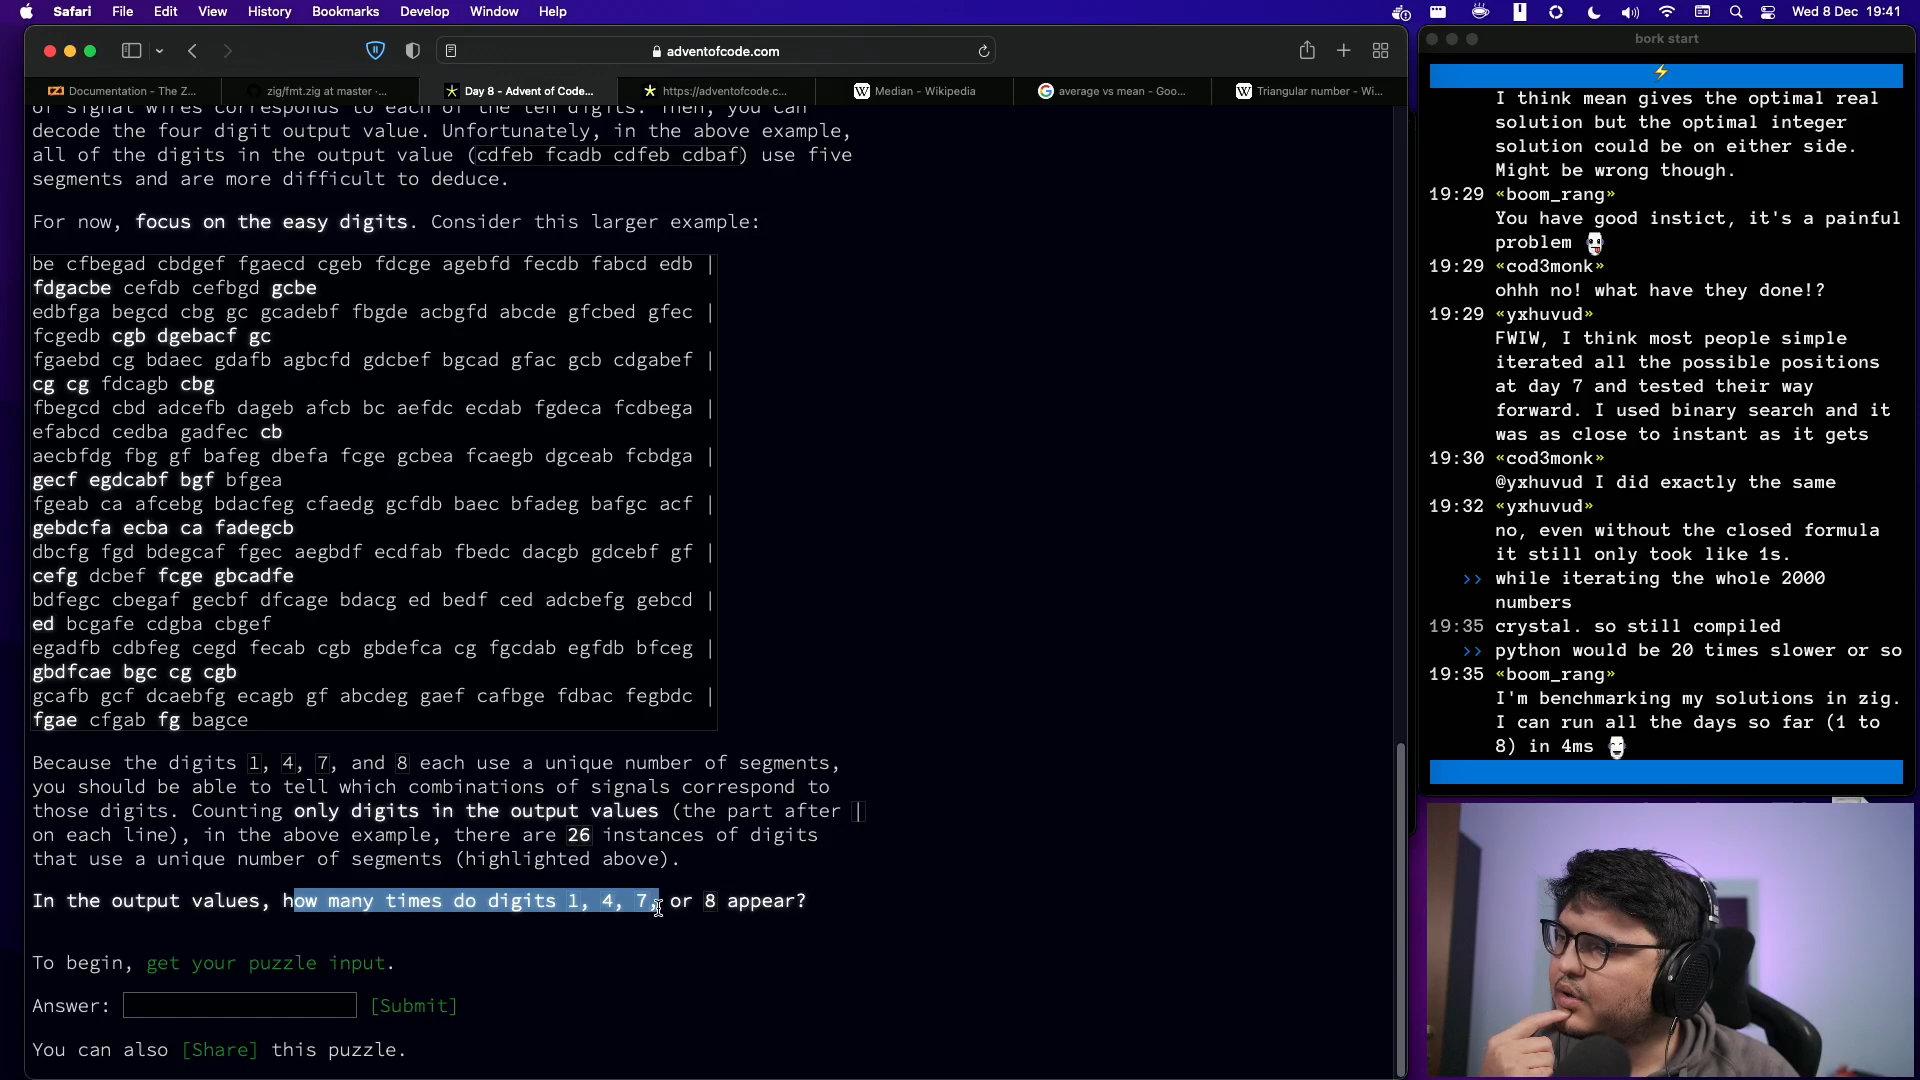 Safari File Edit View History Bookmarks Develop Window Help
Wed 8 Dec 19:41
adventofcode.com
Documentation - The Z...
zig/fmt.zig at master ·...
Day 8 - Advent of Code...
https://adventofcode.c...
Median - Wikipedia
average vs mean - Goo...
Triangular number - Wi...
of signal wires corresponds to each of the ten digits. Then, you can
decode the four digit output value. Unfortunately, in the above example,
all of the digits in the output value (cdfeb fcadb cdfeb cdbaf) use five
segments and are more difficult to deduce.
For now, focus on the easy digits. Consider this larger example:
be cfbegad cbdgef fgaecd cgeb fdcge agebfd fecdb fabcd edb |
fdgacbe cefdb cefbgd gcbe
edbfga begcd cbg gc gcadebf fbgde acbgfd abcde gfcbed gfec |
fcgedb cgb dgebacf gc
fgaebd cg bdaec gdafb agbcfd gdcbef bgcad gfac gcb cdgabef |
cg cg fdcagb cbg
fbegcd cbd adcefb dageb afcb bc aefdc ecdab fgdeca fcdbega |
efabcd cedba gadfec cb
aecbfdg fbg gf bafeg dbefa fcge gcbea fcaegb dgceab fcbdga |
gecf egdcabf bgf bfgea
fgeab ca afcebg bdacfeg cfaedg gcfdb baec bfadeg bafgc acf |
gebdcfa ecba ca fadegcb
dbcfg fgd bdegcaf fgec aegbdf ecdfab fbedc dacgb gdcebf gf |
cefg dcbef fcge gbcadfe
bdfegc cbegaf gecbf dfcage bdacg ed bedf ced adcbefg gebcd |
ed bcgafe cdgba cbgef
egadfb cdbfeg cegd fecab cgb gbdefca cg fgcdab egfdb bfceg |
gbdfcae bgc cg cgb
gcafb gcf dcaebfg ecagb gf abcdeg gaef cafbge fdbac fegbdc |
fgae cfgab fg bagce
Because the digits 1, 4, 7, and 8 each use a unique number of segments,
you should be able to tell which combinations of signals correspond to
those digits. Counting only digits in the output values (the part after |
on each line), in the above example, there are 26 instances of digits
that use a unique number of segments (highlighted above).
In the output values, how many times do digits 1, 4, 7, or 8 appear?
To begin, get your puzzle input.
Answer: [Submit]
You can also [Share] this puzzle.
bork start
I think mean gives the optimal real
solution but the optimal integer
solution could be on either side.
Might be wrong though.
19:29 «boom_rang»
You have good instict, it's a painful
problem
19:29 «cod3monk»
ohhh no! what have they done!?
19:29 «yxhuvud»
FWIW, I think most people simple
iterated all the possible positions
at day 7 and tested their way
forward. I used binary search and it
was as close to instant as it gets
19:30 «cod3monk»
@yxhuvud I did exactly the same
19:32 «yxhuvud»
no, even without the closed formula
it still only took like 1s.
>> while iterating the whole 2000
numbers
19:35 crystal. so still compiled
>> python would be 20 times slower or so
19:35 «boom_rang»
I'm benchmarking my solutions in zig.
I can run all the days so far (1 to
8) in 4ms